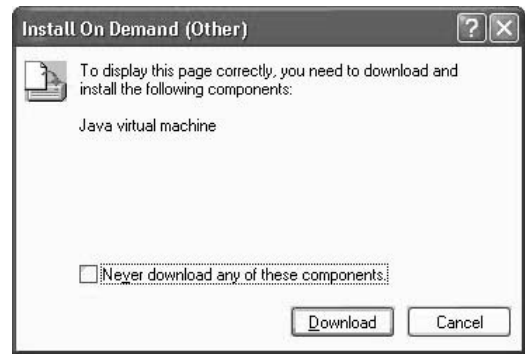 Install On Demand (Other)
To display this page correctly, you need to download and
install the following components:
Java virtual machine
Never download any of these components.
Download Cancel